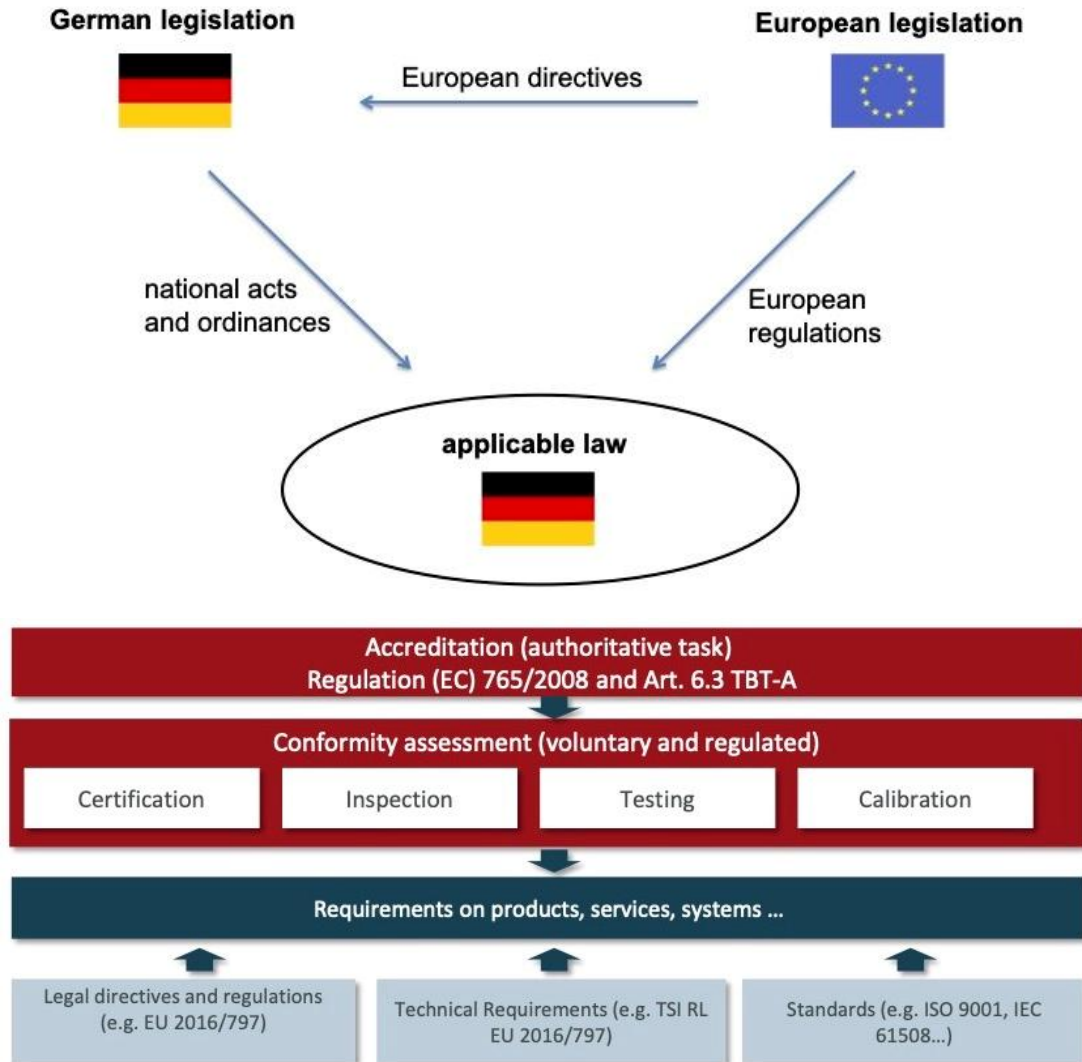 German legislation
European legislation
European directives
national acts
and ordinances
European
regulations
applicable law
Accreditation (authoritative task)
Regulation (EC) 765/2008 and Art. 6.3 TBT-A
Conformity assessment (voluntary and regulated)
Certification
Inspection
Testing
Calibration
Requirements on products, services, systems ...
Legal directives and regulations
(e.g. EU 2016/797)
Technical Requirements (e.g. TSI RL
EU 2016/797)
Standards (e.g. ISO 9001, IEC
61508...)